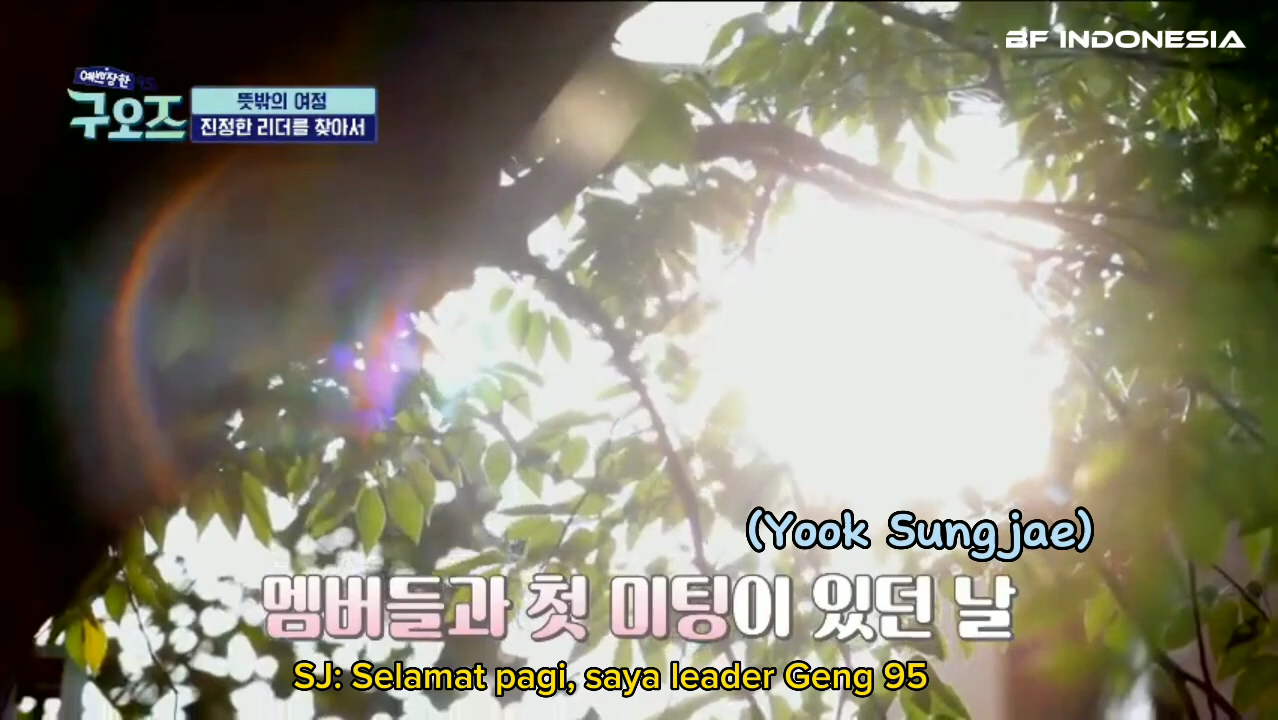 BF INDONESIA
예쁘장한
구오즈
뜻밖의 여정
진정한 리더를 찾아서
(Yook Sungjae)
멤버들과 첫 미팅이 있던 날
SJ: Selamat pagi, saya leader Geng 95